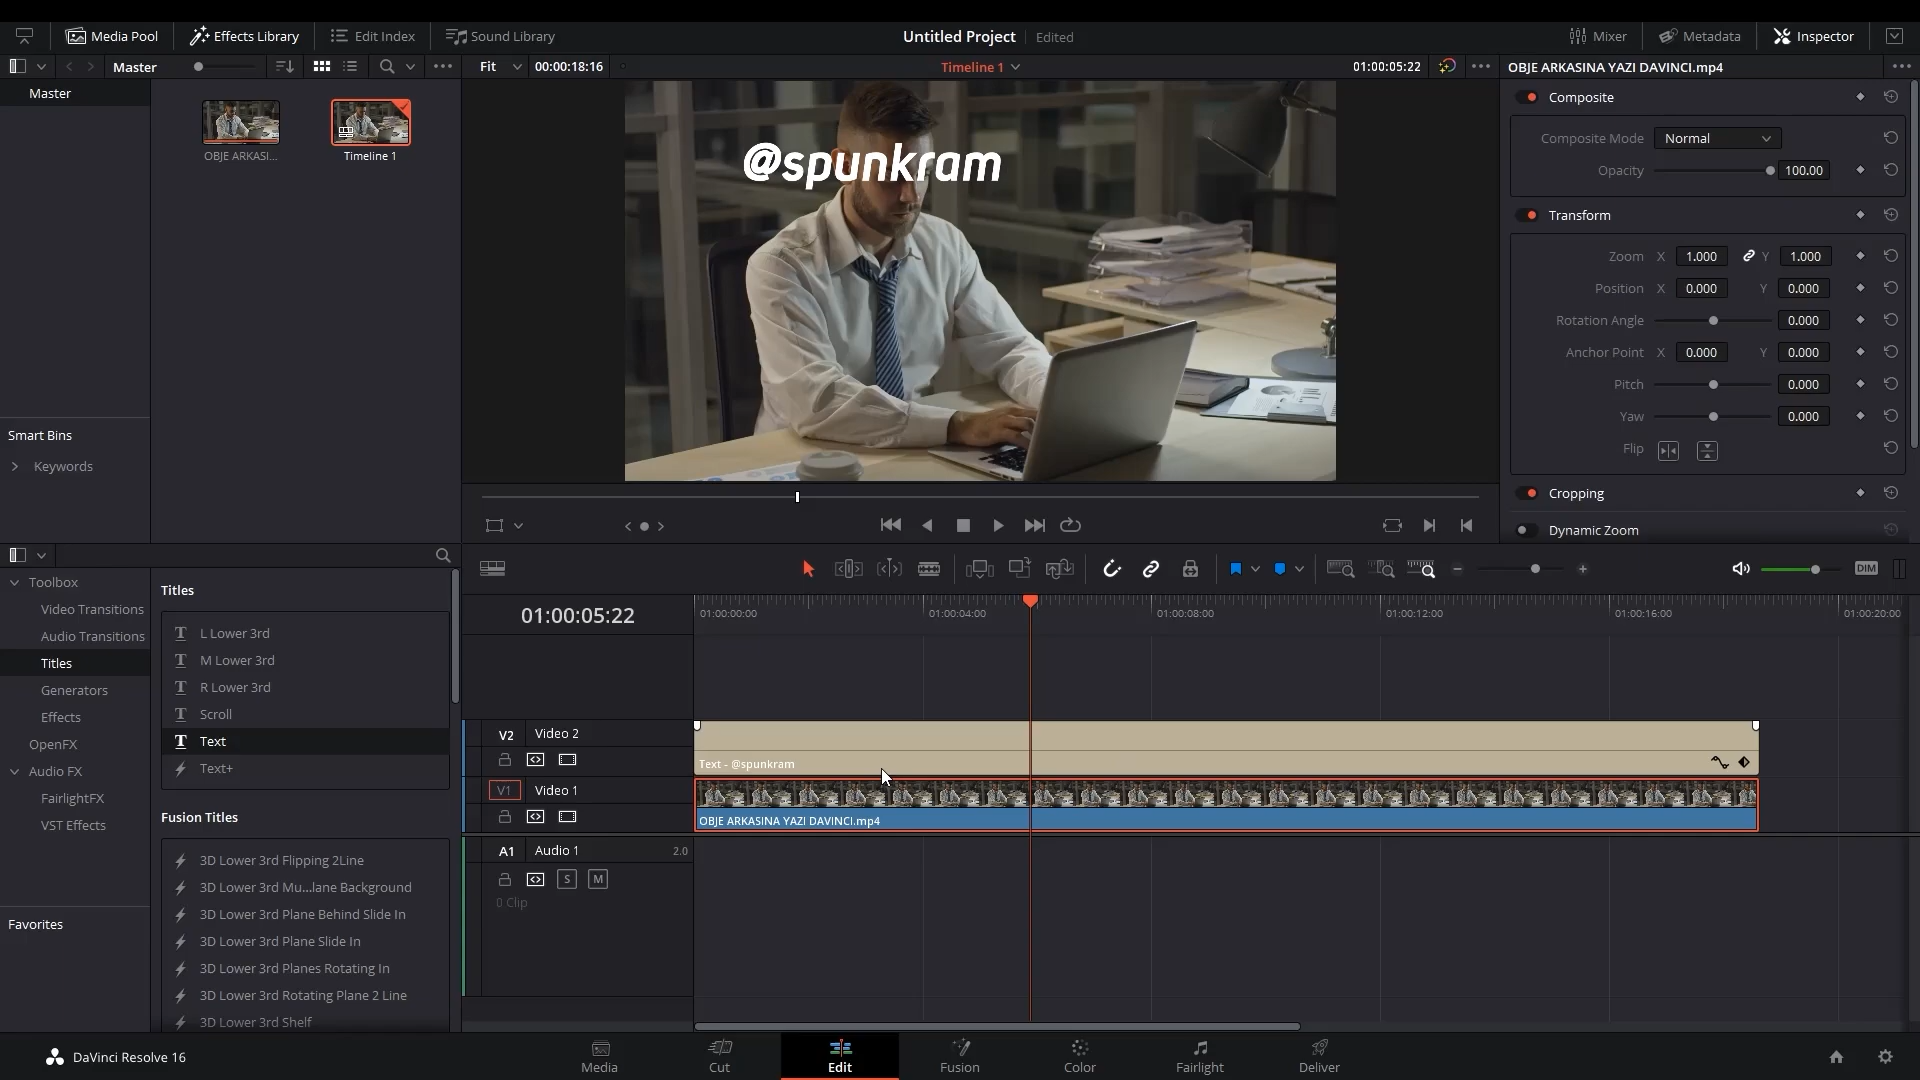 Media Pool
Effects Library
Edit Index
Sound Library
Untitled Project
Edited
Mixer
Metadata
Inspector
Master
Fit
00:00:18:16
Timeline 1
01:00:05:22
OBJE ARKASINA YAZI DAVINCI.mp4
Master
OBJE ARKASI...
Timeline 1
Smart Bins
Keywords
@spunkram
Composite
Composite Mode
Normal
Opacity
100.00
Transform
Zoom X 1.000 Y 1.000
Position X 0.000 Y 0.000
Rotation Angle 0.000
Anchor Point X 0.000 Y 0.000
Pitch 0.000
Yaw 0.000
Flip
Cropping
Dynamic Zoom
Toolbox
Video Transitions
Audio Transitions
Titles
Generators
Effects
OpenFX
Audio FX
FairlightFX
VST Effects
Favorites
Titles
L Lower 3rd
M Lower 3rd
R Lower 3rd
Scroll
Text
Text+
Fusion Titles
3D Lower 3rd Flipping 2Line
3D Lower 3rd Mu...lane Background
3D Lower 3rd Plane Behind Slide In
3D Lower 3rd Plane Slide In
3D Lower 3rd Planes Rotating In
3D Lower 3rd Rotating Plane 2 Line
3D Lower 3rd Shelf
DIM
01:00:05:22
01:00:00:00
01:00:04:00
01:00:08:00
01:00:12:00
01:00:16:00
01:00:20:00
V2
Video 2
Text - @spunkram
V1
Video 1
OBJE ARKASINA YAZI DAVINCI.mp4
A1
Audio 1
2.0
S
M
0 Clip
DaVinci Resolve 16
Media
Cut
Edit
Fusion
Color
Fairlight
Deliver